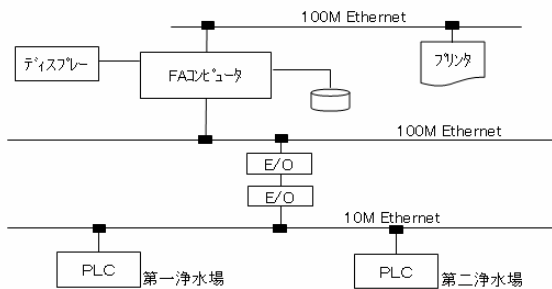 100M Ethernet
ディスプレー
FAコンピュータ
プリンタ
100M Ethernet
E/O
E/O
10M Ethernet
PLC
第一浄水場
PLC
第二浄水場